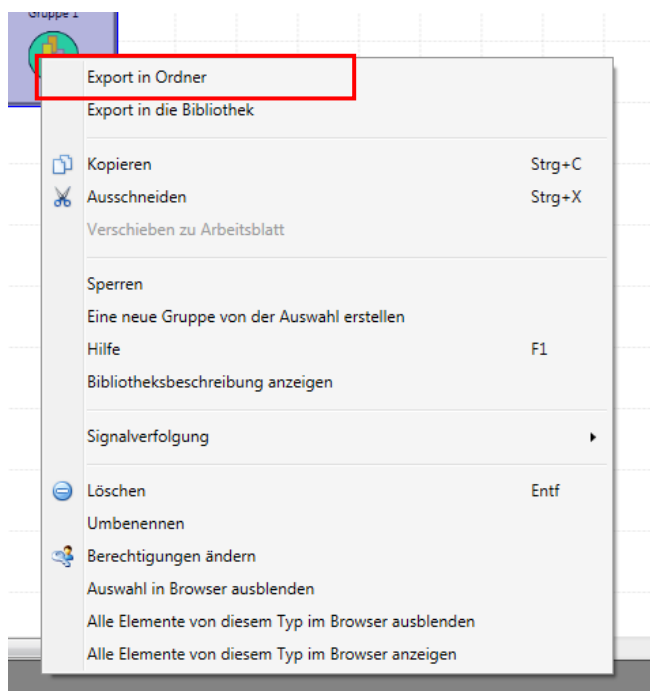 Gruppe 1
Export in Ordner
Export in die Bibliothek
Kopieren Strg+C
Ausschneiden Strg+X
Verschieben zu Arbeitsblatt
Sperren
Eine neue Gruppe von der Auswahl erstellen
Hilfe F1
Bibliotheksbeschreibung anzeigen
Signalverfolgung
Löschen Entf
Umbenennen
Berechtigungen ändern
Auswahl in Browser ausblenden
Alle Elemente von diesem Typ im Browser ausblenden
Alle Elemente von diesem Typ im Browser anzeigen